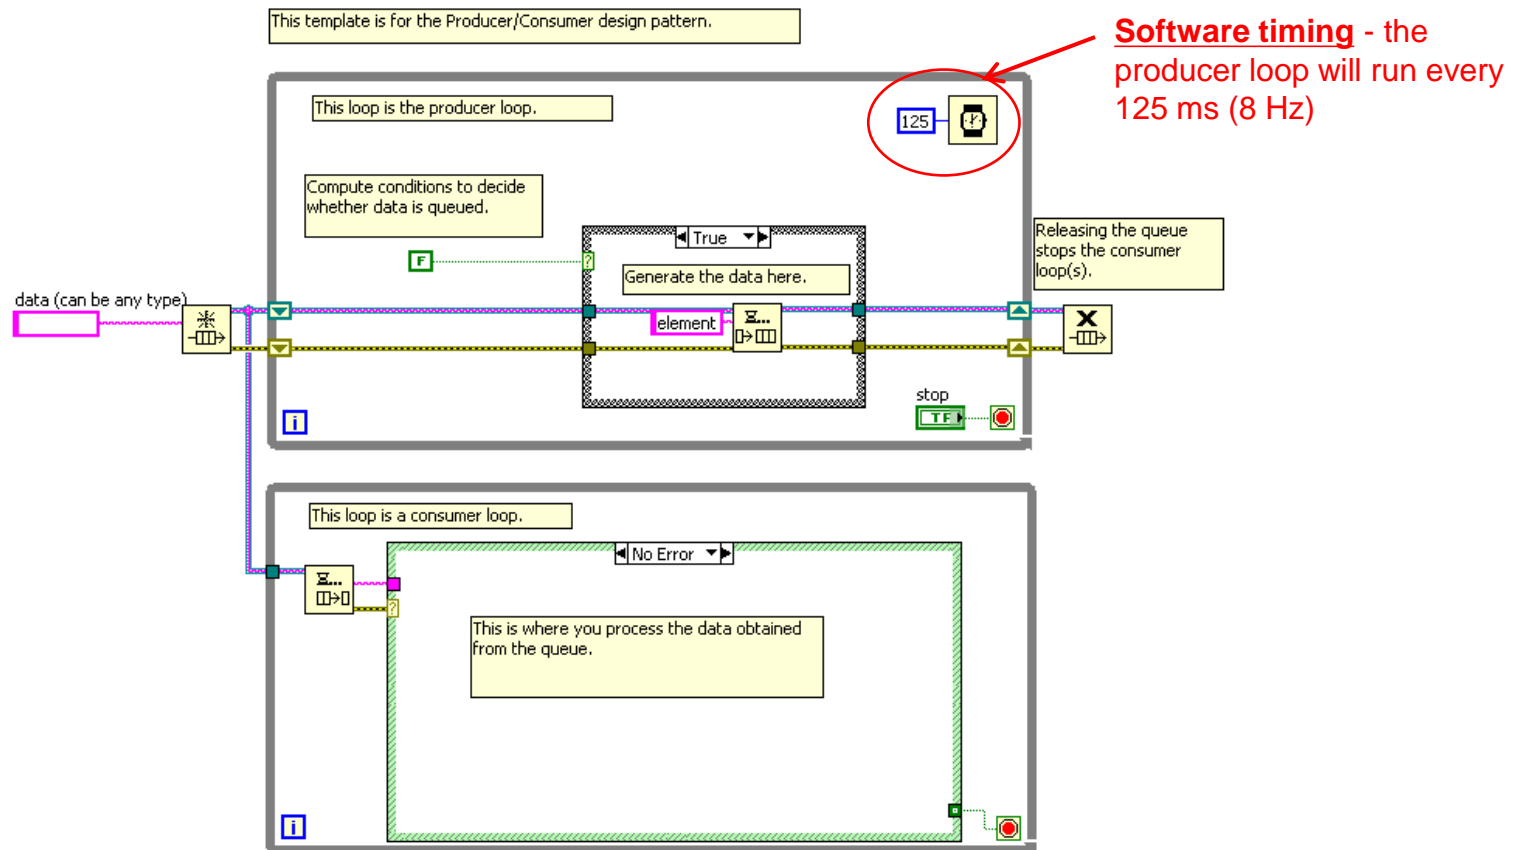 This template is for the Producer/Consumer design pattern.
Software timing - the
producer loop will run every
125 ms (8 Hz)
This loop is the producer loop.
125
Compute conditions to decide
whether data is queued.
True
F
?
Generate the data here.
Releasing the queue
stops the consumer
loop(s).
data (can be any type)
element
stop
TF
i
This loop is a consumer loop.
No Error
?
This is where you process the data obtained
from the queue.
i